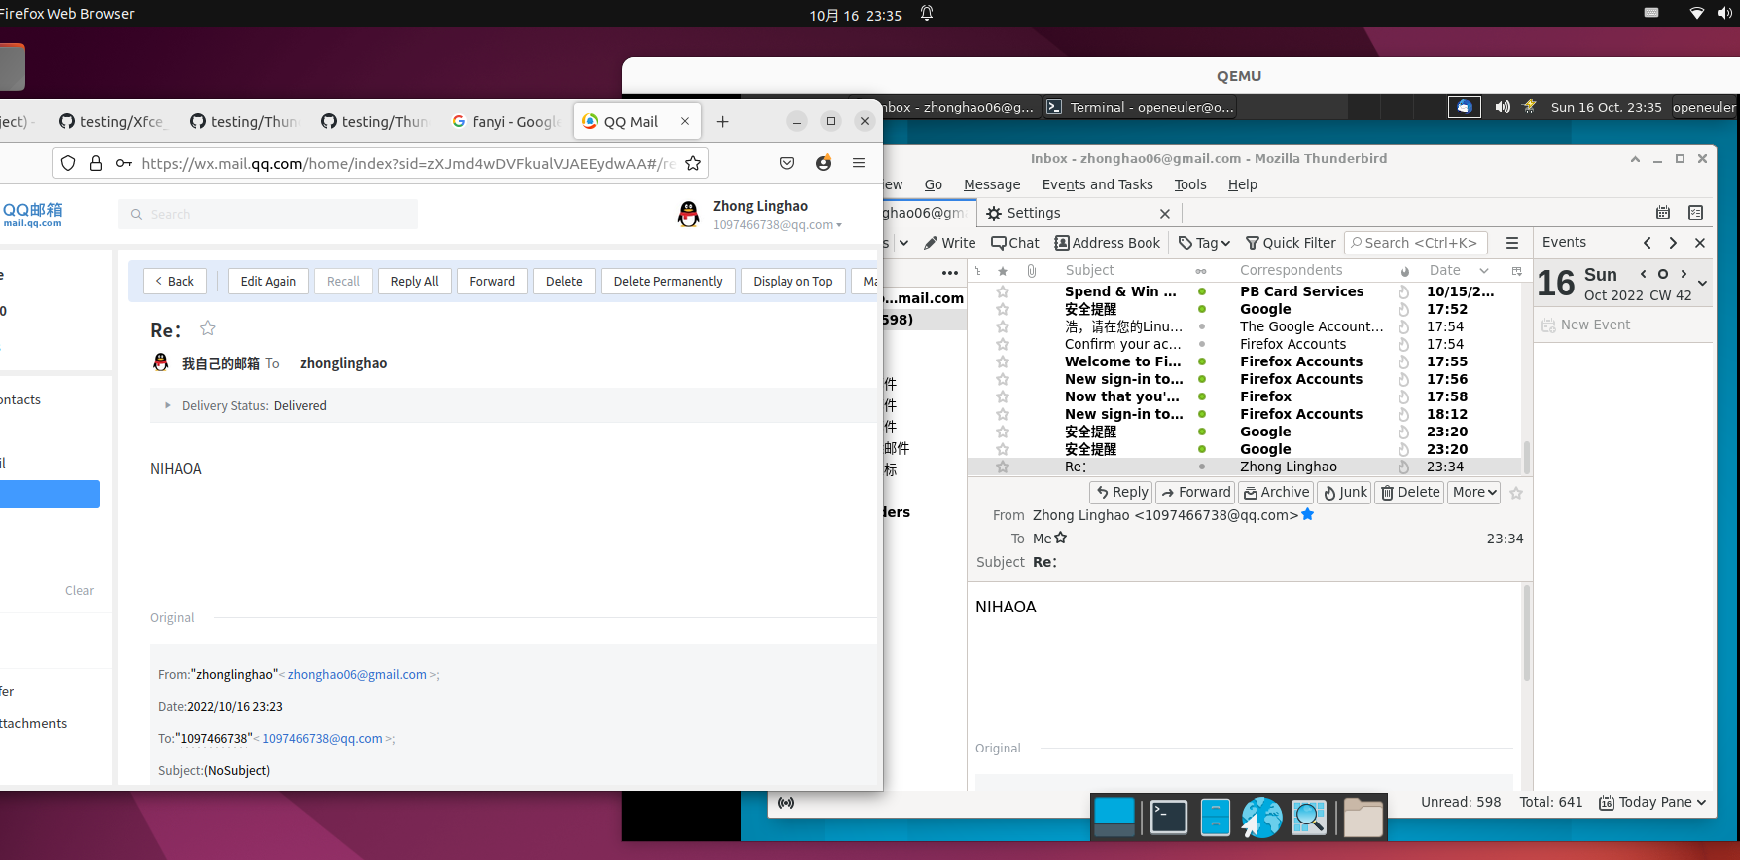 Firefox Web Browser
10月 16 23:35
QEMU
nbox - zhonghao06@g...
Terminal - openeuler@o...
Sun 16 Oct. 23:35
openeuler
ject) -
testing/Xfce_
testing/Thun
testing/Thun
fanyi - Google
QQ Mail
https://wx.mail.qq.com/home/index?sid=zXJmd4wDVFkualVJAEEydwAA#/re
QQ邮箱
mail.qq.com
Search
Zhong Linghao
1097466738@qq.com
e
0
ontacts
il
Clear
fer
ttachments
Back
Edit Again
Recall
Reply All
Forward
Delete
Delete Permanently
Display on Top
Ma
Re：
我自己的邮箱 To zhonglinghao
Delivery Status: Delivered
NIHAOA
Original
From:"zhonglinghao"< zhonghao06@gmail.com >;
Date:2022/10/16 23:23
To:"1097466738"< 1097466738@qq.com >;
Subject:(NoSubject)
Inbox - zhonghao06@gmail.com - Mozilla Thunderbird
ew
Go
Message
Events and Tasks
Tools
Help
ghao06@gma
Settings
s
Write
Chat
Address Book
Tag
Quick Filter
Search <Ctrl+K>
Events
o...mail.com
598)
件
件
件
邮件
标
ders
Subject
Correspondents
Date
Spend & Win ... PB Card Services 10/15/2...
安全提醒 Google 17:52
浩，请在您的Linu... The Google Account... 17:54
Confirm your ac... Firefox Accounts 17:54
Welcome to Fi... Firefox Accounts 17:55
New sign-in to... Firefox Accounts 17:56
Now that you'... Firefox 17:58
New sign-in to... Firefox Accounts 18:12
安全提醒 Google 23:20
安全提醒 Google 23:20
Re： Zhong Linghao 23:34
Reply
Forward
Archive
Junk
Delete
More
From Zhong Linghao <1097466738@qq.com>
To Me 23:34
Subject Re：
NIHAOA
Original
16
Sun
Oct 2022 CW 42
New Event
Unread: 598
Total: 641
16
Today Pane